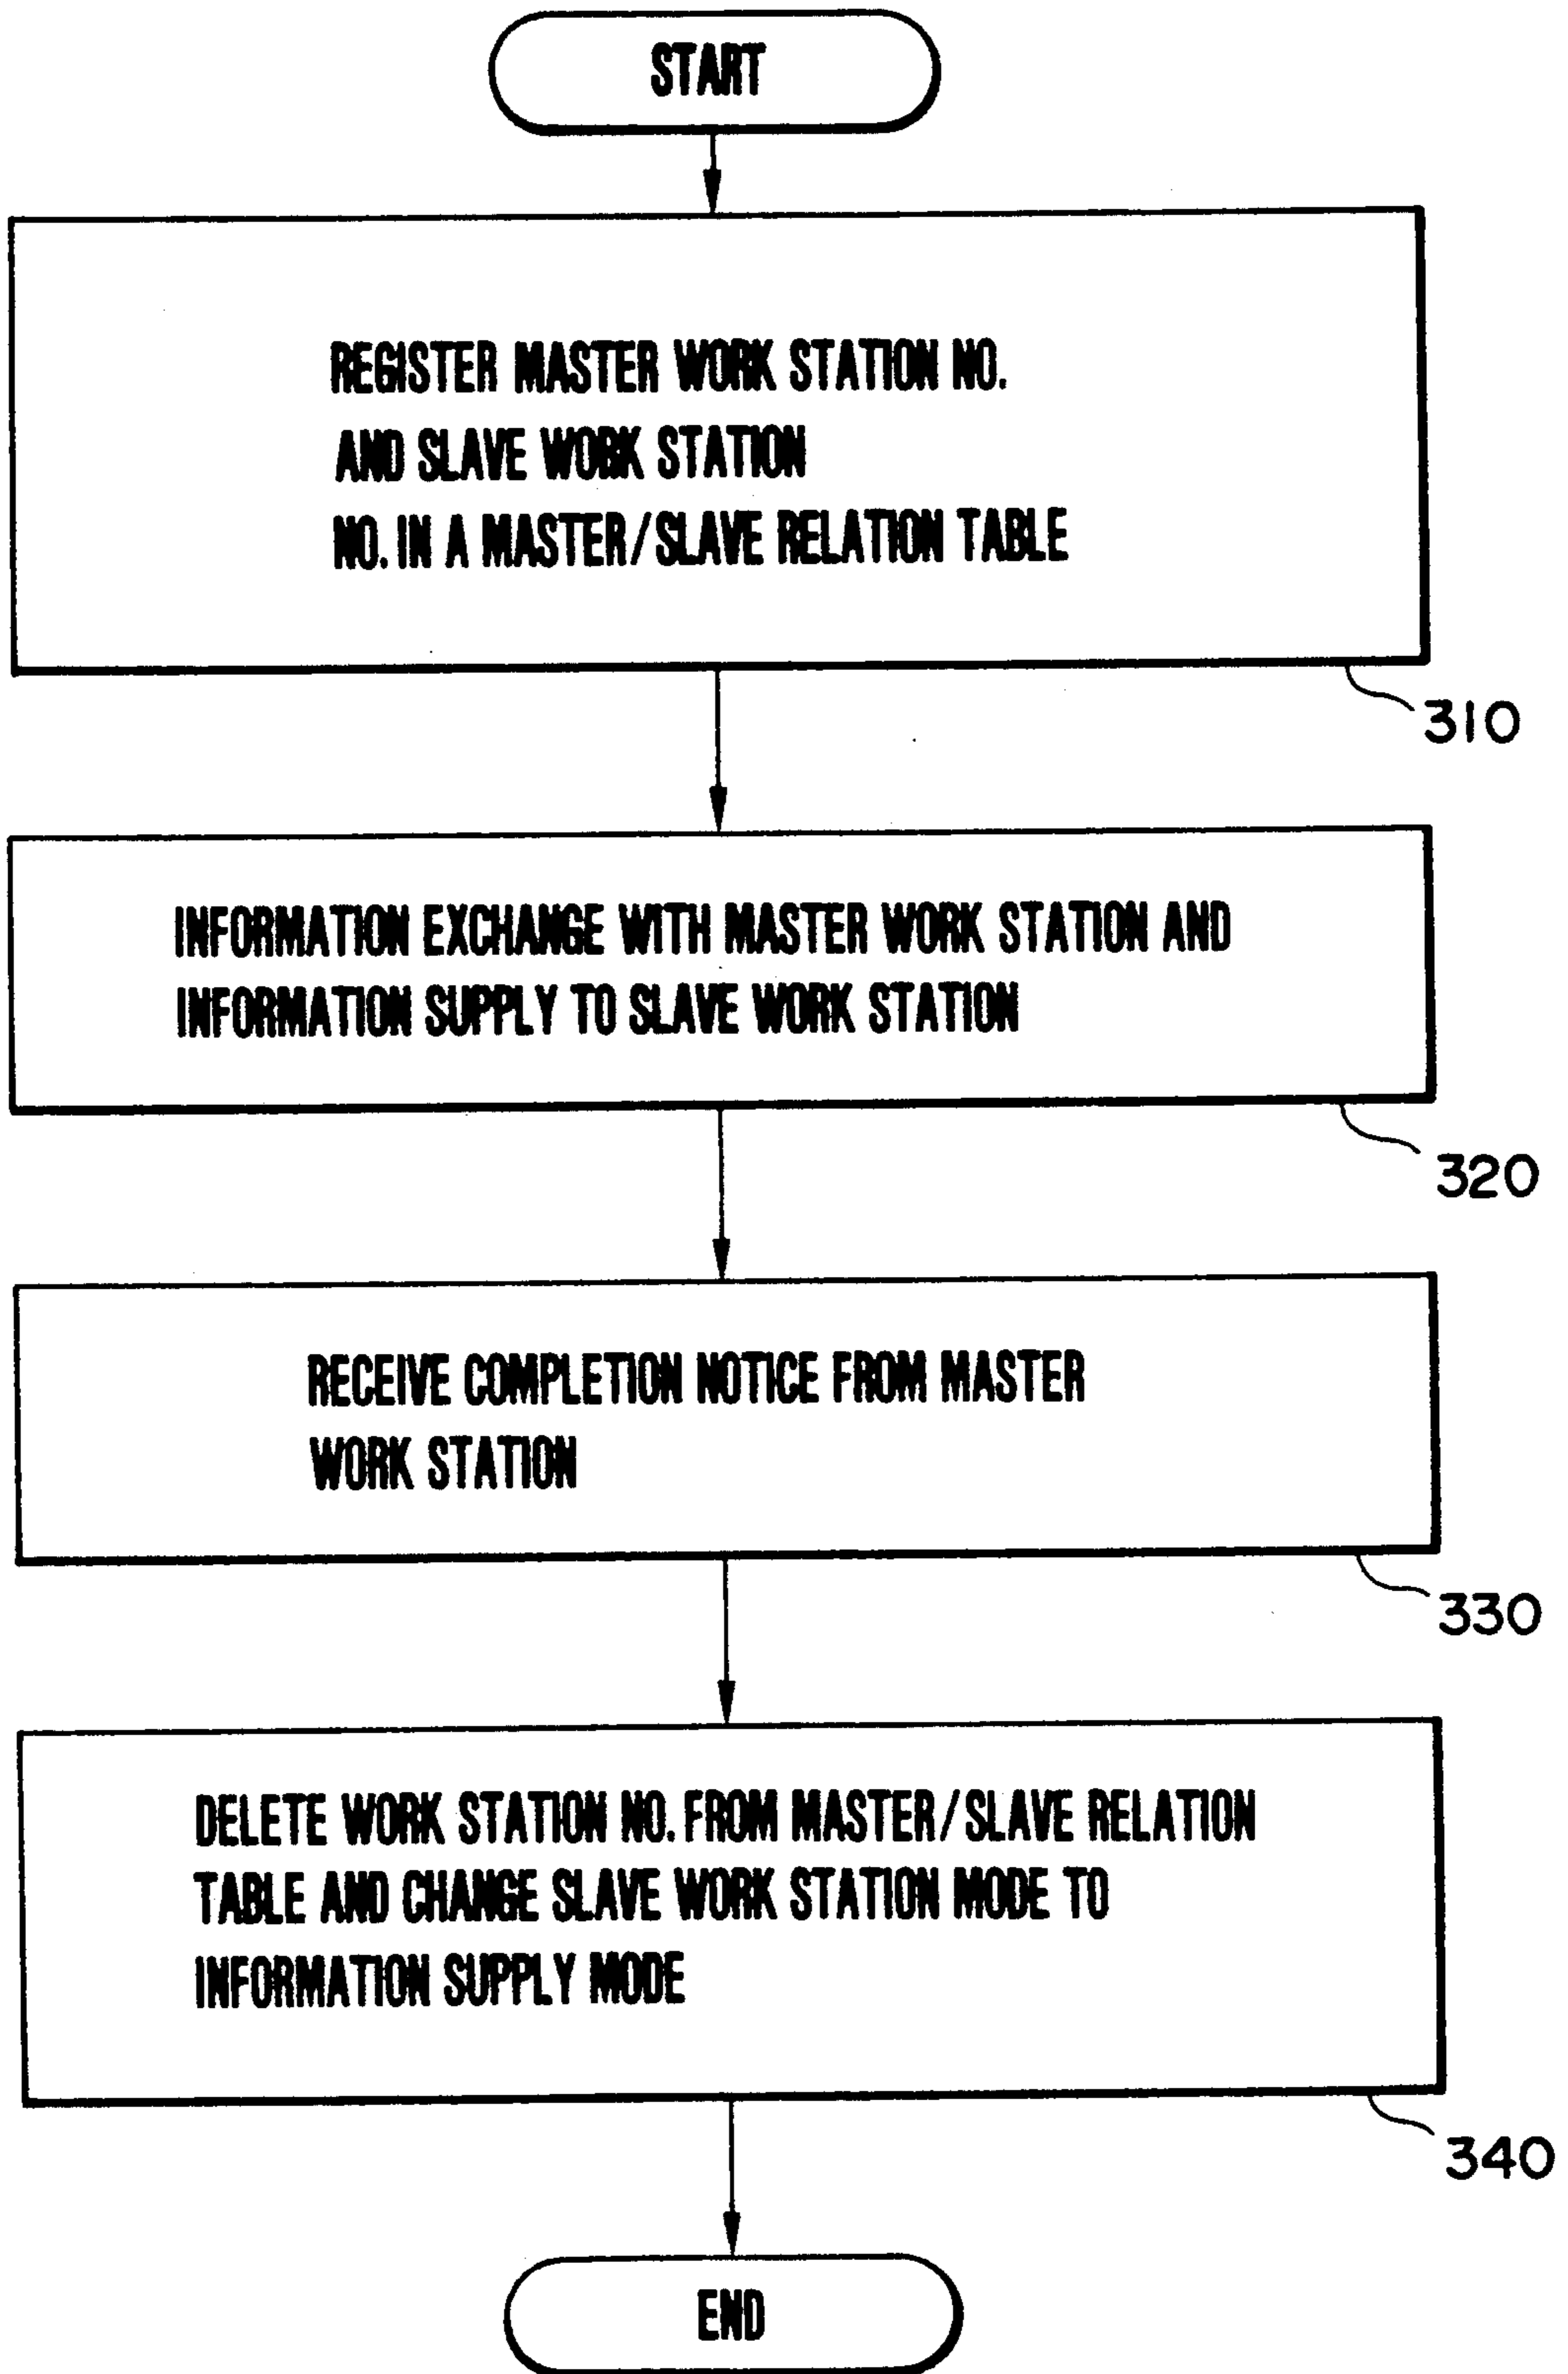 START
REGISTER MASTER WORK STATION NO.
AND SLAVE WORK STATION
NO. IN A MASTER/SLAVE RELATION TABLE
310
INFORMATION EXCHANGE WITH MASTER WORK STATION AND
INFORMATION SUPPLY TO SLAVE WORK STATION
320
RECEIVE COMPLETION NOTICE FROM MASTER
WORK STATION
330
DELETE WORK STATION NO. FROM MASTER/SLAVE RELATION
TABLE AND CHANGE SLAVE WORK STATION MODE TO
INFORMATION SUPPLY MODE
340
END